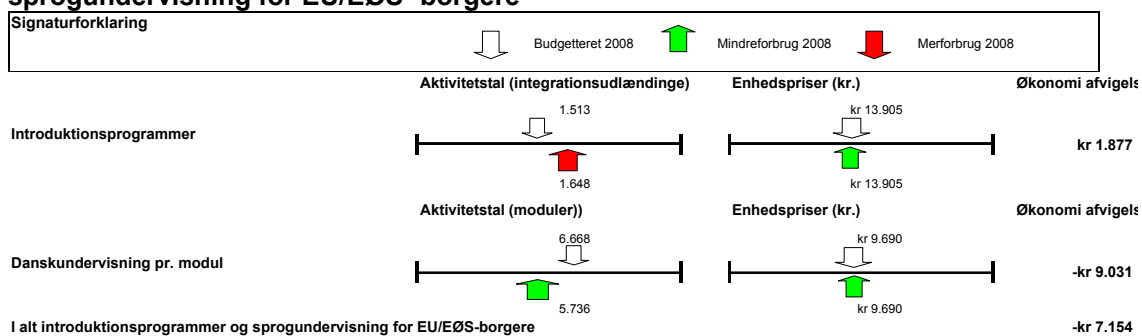 sprogundervisning for EU/EØS- borgere
Signaturforklaring
Budgetteret 2008
Mindreforbrug 2008
Merforbrug 2008
Aktivitetstal (integrationsudlændinge)
Enhedspriser (kr.)
Økonomi afvigels
1.513
kr 13.905
Introduktionsprogrammer
kr 1.877
1.648
kr 13.905
Aktivitetstal (moduler))
Enhedspriser (kr.)
Økonomi afvigels
6.668
kr 9.690
Danskundervisning pr. modul
-kr 9.031
5.736
kr 9.690
I alt introduktionsprogrammer og sprogundervisning for EU/EØS-borgere
-kr 7.154